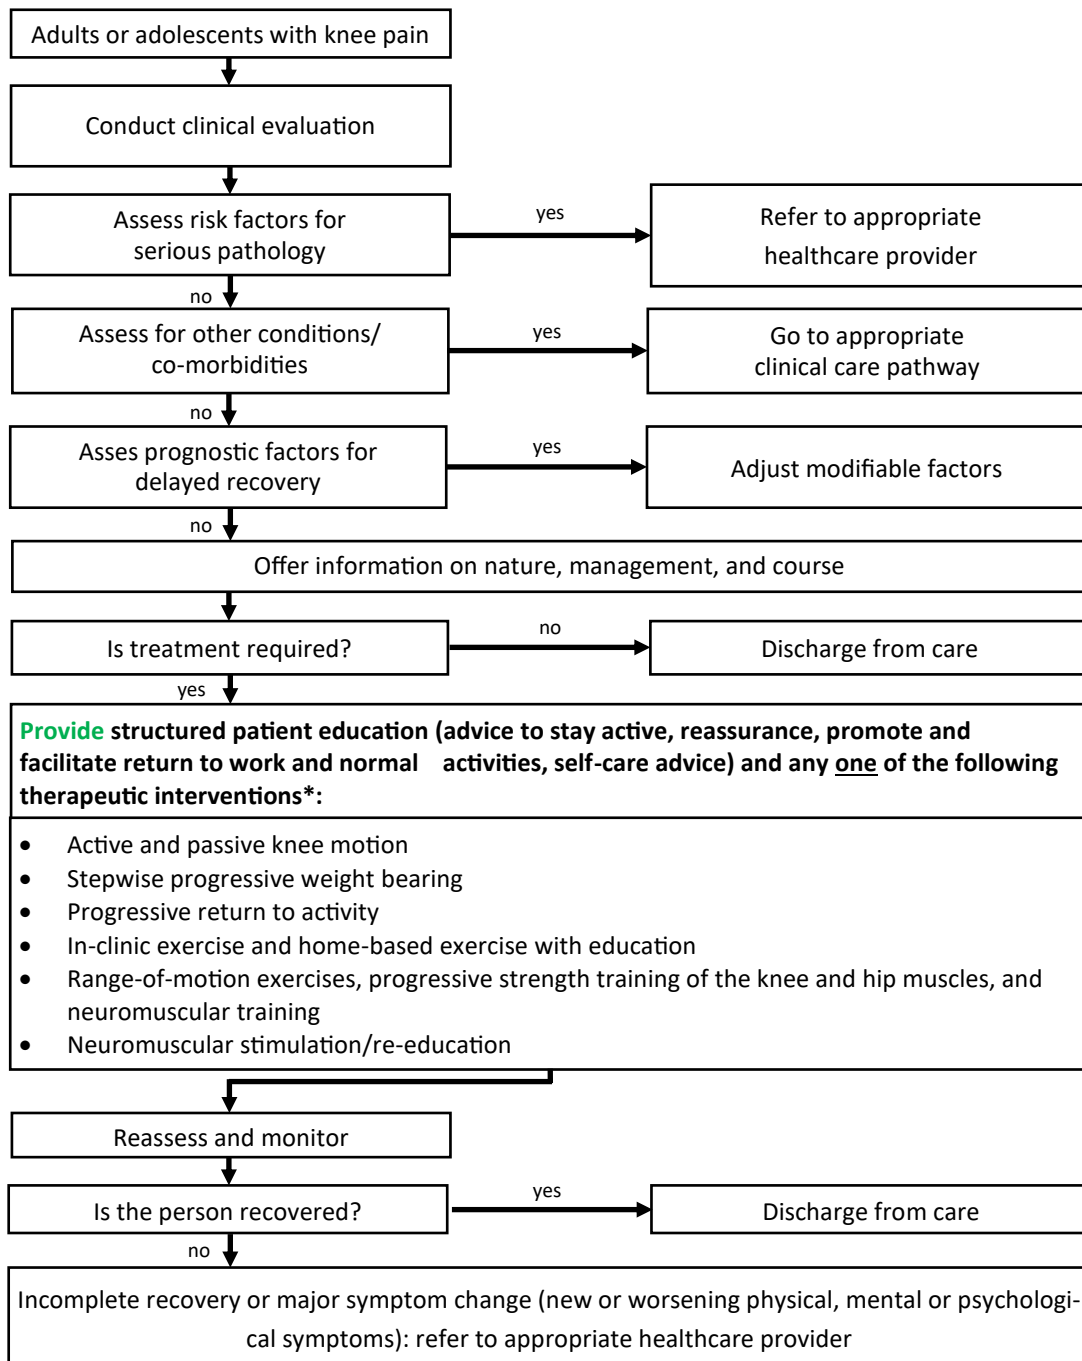 Adults or adolescents with knee pain
Conduct clinical evaluation
Assess risk factors for
serious pathology
yes
Refer to appropriate
healthcare provider
no
Assess for other conditions/
co-morbidities
yes
Go to appropriate
clinical care pathway
no
Asses prognostic factors for
delayed recovery
yes
Adjust modifiable factors
no
Offer information on nature, management, and course
Is treatment required?
no
Discharge from care
yes
Provide structured patient education (advice to stay active, reassurance, promote and
facilitate return to work and normal activities, self-care advice) and any one of the following
therapeutic interventions*:
• Active and passive knee motion
• Stepwise progressive weight bearing
• Progressive return to activity
• In-clinic exercise and home-based exercise with education
• Range-of-motion exercises, progressive strength training of the knee and hip muscles, and
neuromuscular training
• Neuromuscular stimulation/re-education
Reassess and monitor
Is the person recovered?
yes
Discharge from care
no
Incomplete recovery or major symptom change (new or worsening physical, mental or psychologi-
cal symptoms): refer to appropriate healthcare provider